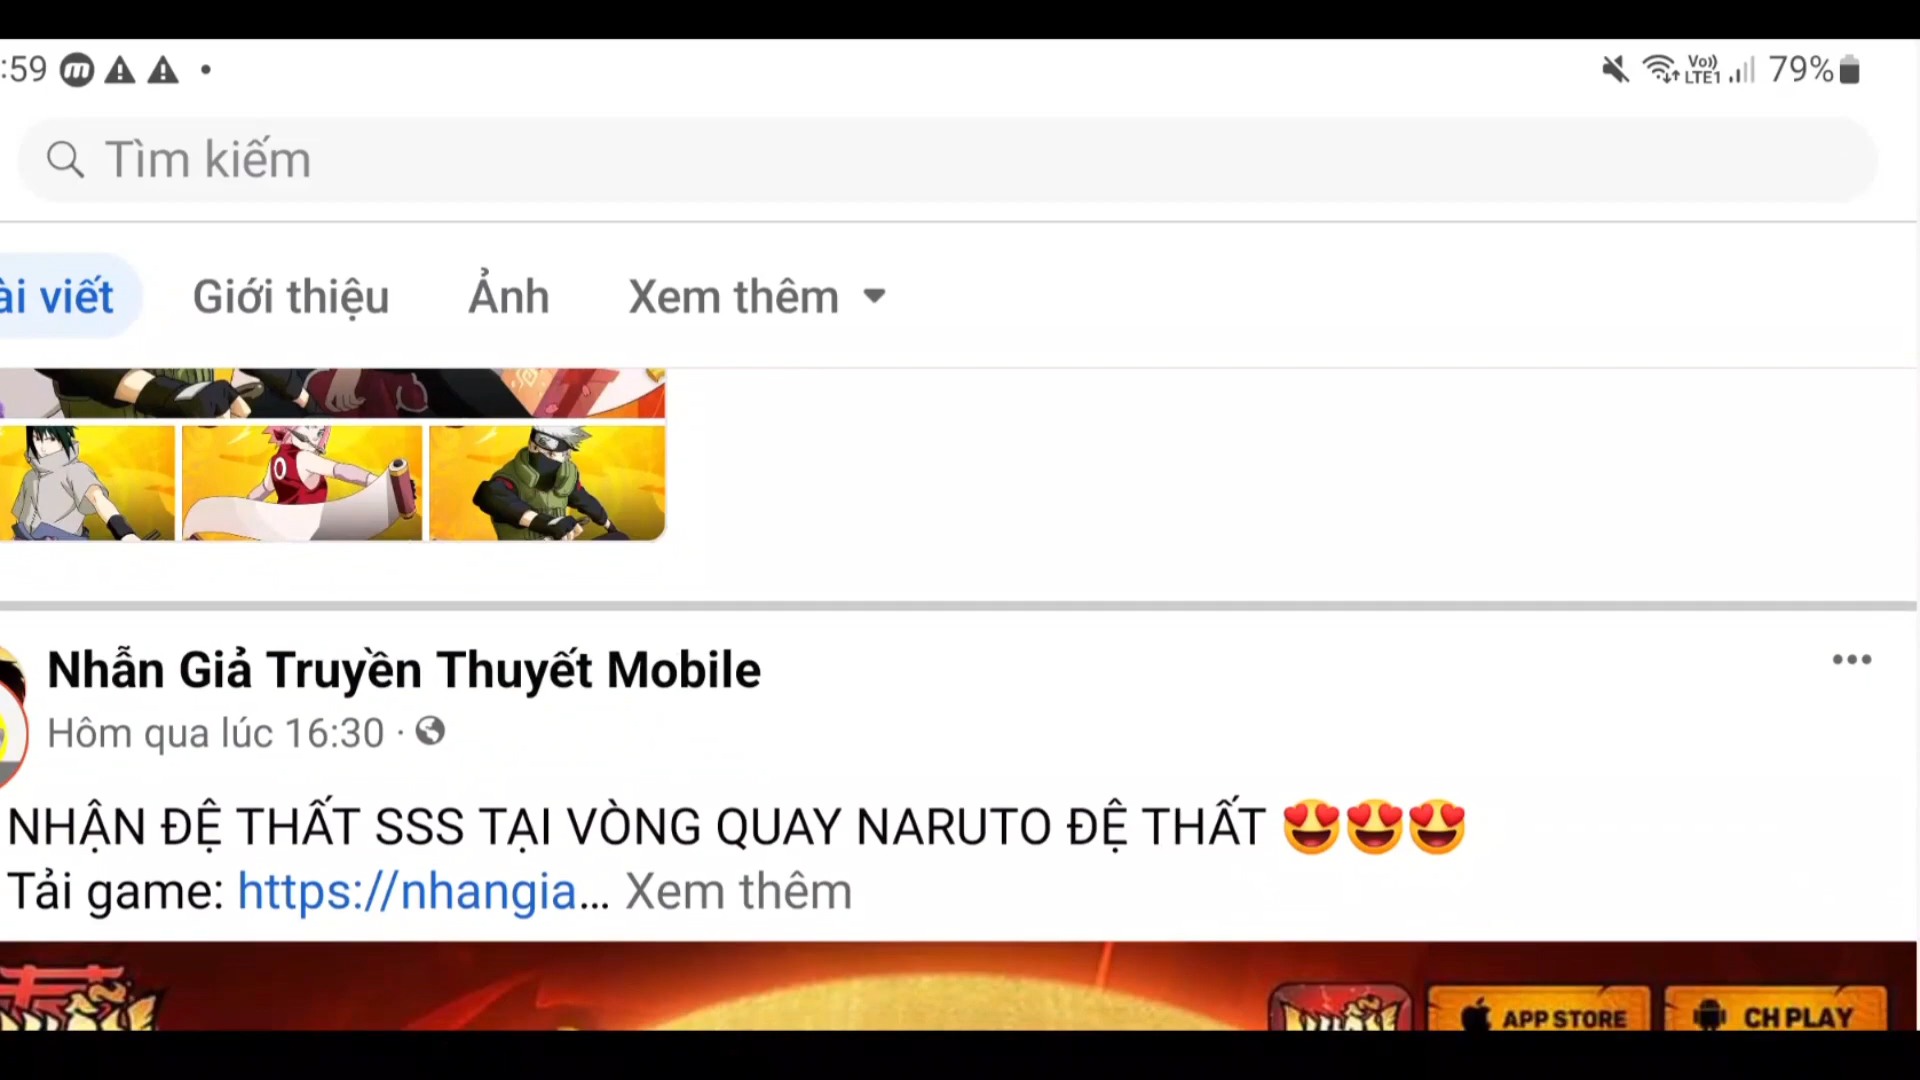 :59
Vo))
LTE1
79%
Tìm kiếm
ài viết
Giới thiệu
Ảnh
Xem thêm
Nhẫn Giả Truyền Thuyết Mobile
Hôm qua lúc 16:30 ·
NHẬN ĐỆ THẤT SSS TẠI VÒNG QUAY NARUTO ĐỆ THẤT 😍😍😍
Tải game: https://nhangia... Xem thêm
APP STORE
CH PLAY